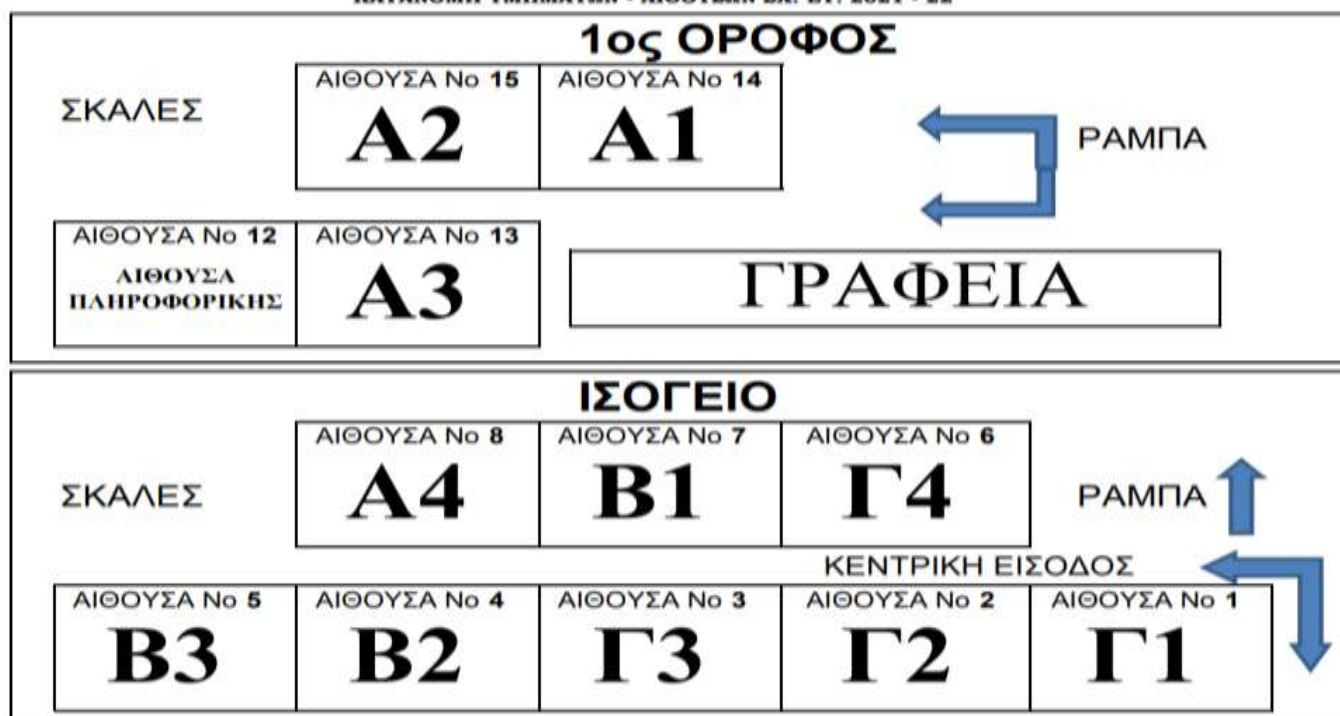 1ος ΟΡΟΦΟΣ
ΣΚΑΛΕΣ
ΑΙΘΟΥΣΑ Νο 15
Α2
ΑΙΘΟΥΣΑ Νο 14
Α1
ΡΑΜΠΑ
ΑΙΘΟΥΣΑ Νο 12
ΑΙΘΟΥΣΑ
ΠΛΗΡΟΦΟΡΙΚΗΣ
ΑΙΘΟΥΣΑ Νο 13
Α3
ΓΡΑΦΕΙΑ
ΙΣΟΓΕΙΟ
ΣΚΑΛΕΣ
ΑΙΘΟΥΣΑ Νο 8
Α4
ΑΙΘΟΥΣΑ Νο 7
Β1
ΑΙΘΟΥΣΑ Νο 6
Γ4
ΡΑΜΠΑ
ΚΕΝΤΡΙΚΗ ΕΙΣΟΔΟΣ
ΑΙΘΟΥΣΑ Νο 5
Β3
ΑΙΘΟΥΣΑ Νο 4
Β2
ΑΙΘΟΥΣΑ Νο 3
Γ3
ΑΙΘΟΥΣΑ Νο 2
Γ2
ΑΙΘΟΥΣΑ Νο 1
Γ1